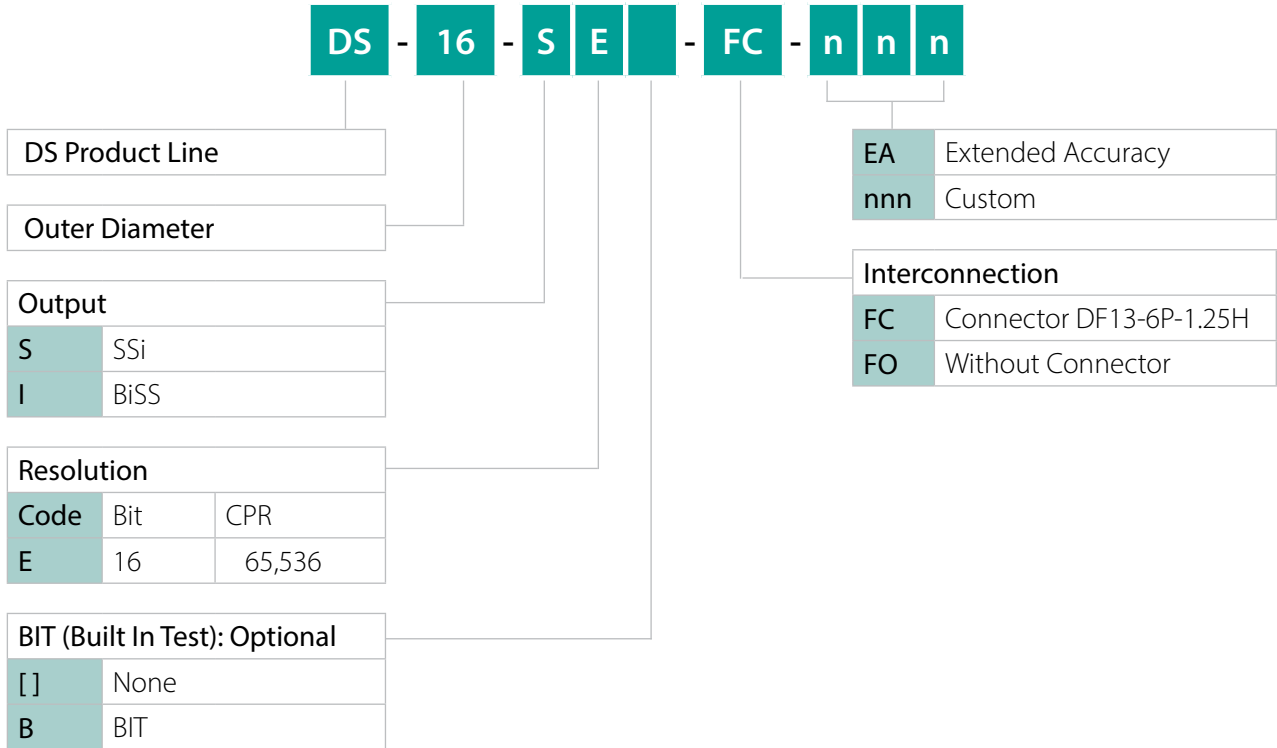 DS - 16 - S E - FC - n n n
DS Product Line
Outer Diameter
Output
S SSi
I BiSS
Resolution
Code Bit CPR
E 16 65,536
BIT (Built In Test): Optional
[ ] None
B BIT
EA Extended Accuracy
nnn Custom
Interconnection
FC Connector DF13-6P-1.25H
FO Without Connector